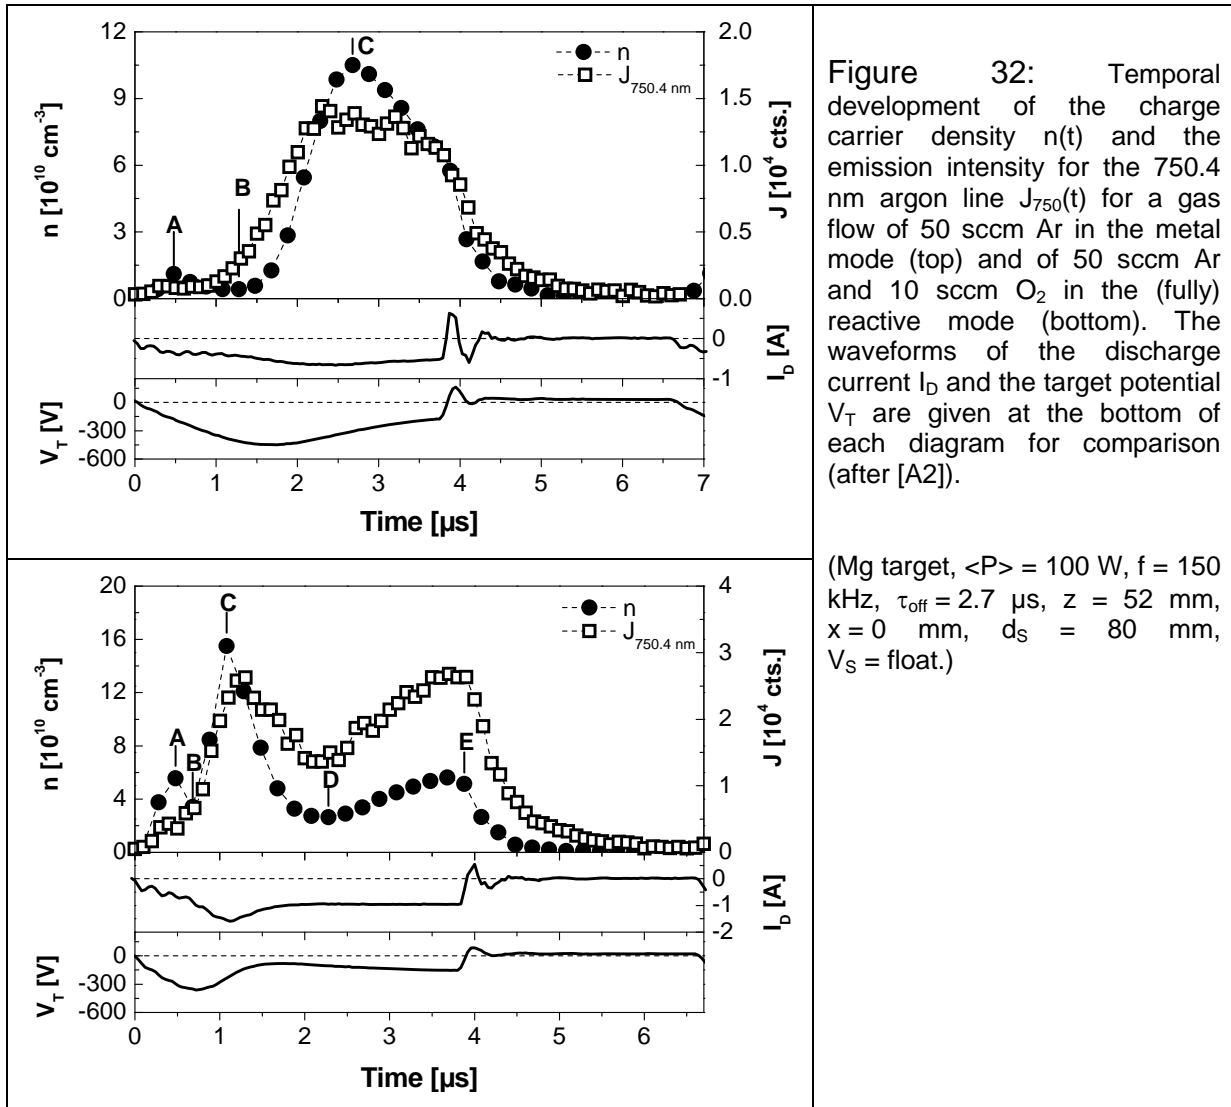 12
9
6
3
0
n [10^10 cm^-3]
2.0
1.5
1.0
0.5
0.0
J [10^4 cts.]
A
B
C
n
J_750.4 nm
0
-1
I_D [A]
0
-300
-600
V_T [V]
0 1 2 3 4 5 6 7
Time [µs]
20
16
12
8
4
0
n [10^10 cm^-3]
4
3
2
1
0
J [10^4 cts.]
A
B
C
D
E
n
J_750.4 nm
0
-1
-2
I_D [A]
0
-300
-600
V_T [V]
0 1 2 3 4 5 6
Time [µs]
Figure 32: Temporal
development of the charge
carrier density n(t) and the
emission intensity for the 750.4
nm argon line J_750(t) for a gas
flow of 50 sccm Ar in the metal
mode (top) and of 50 sccm Ar
and 10 sccm O_2 in the (fully)
reactive mode (bottom). The
waveforms of the discharge
current I_D and the target potential
V_T are given at the bottom of
each diagram for comparison
(after [A2]).
(Mg target, <P> = 100 W, f = 150
kHz, τ_off = 2.7 µs, z = 52 mm,
x = 0 mm, d_S = 80 mm,
V_S = float.)